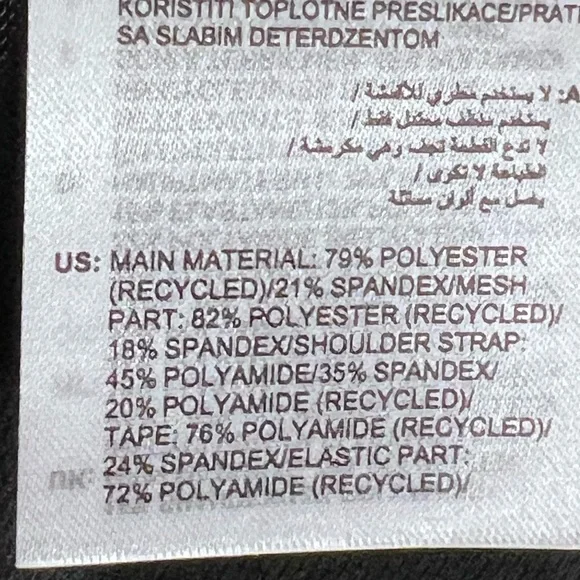 KORISTITI TOPLOTNE PRESLIKAČE/PRATI
SA SLABIM DETERDZENTOM
A: لا يستخدم مطري للأقمشة /
يستخدم منظف معتدل فقط /
لا تدع القطعة تجف وهي مكرمشة /
الطباعة لا تكوى /
يغسل مع ألوان مماثلة
US: MAIN MATERIAL: 79% POLYESTER
(RECYCLED)/21% SPANDEX/MESH
PART: 82% POLYESTER (RECYCLED)/
18% SPANDEX/SHOULDER STRAP:
45% POLYAMIDE/35% SPANDEX/
20% POLYAMIDE (RECYCLED)/
TAPE: 76% POLYAMIDE (RECYCLED)/
24% SPANDEX/ELASTIC PART:
72% POLYAMIDE (RECYCLED)/